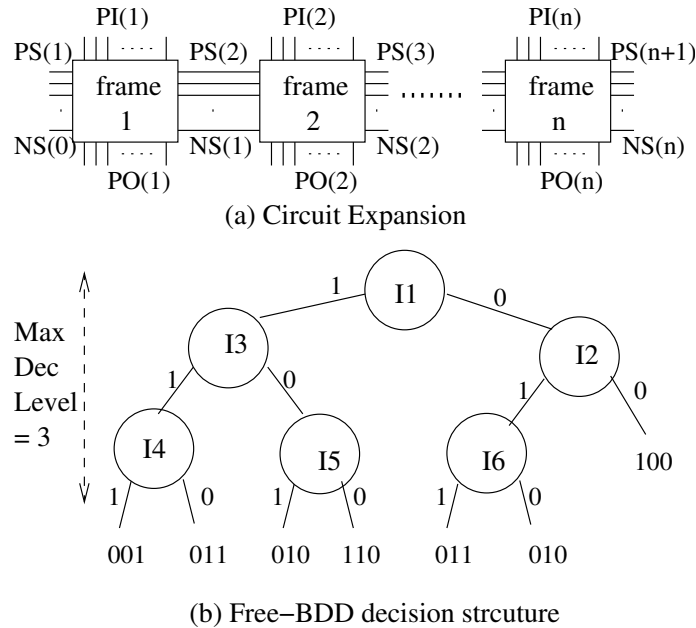 PI(1) PI(2) PI(n)
PS(1) PS(2) PS(3) PS(n+1)
frame frame frame
1 2 n
NS(0) NS(1) NS(2) NS(n)
PO(1) PO(2) PO(n)
(a) Circuit Expansion
1 I1 0
Max
Dec
Level
= 3
I3 I2
1 0 1 0
I4 I5 I6 100
1 0 1 0 1 0
001 011 010 110 011 010
(b) Free-BDD decision strcuture